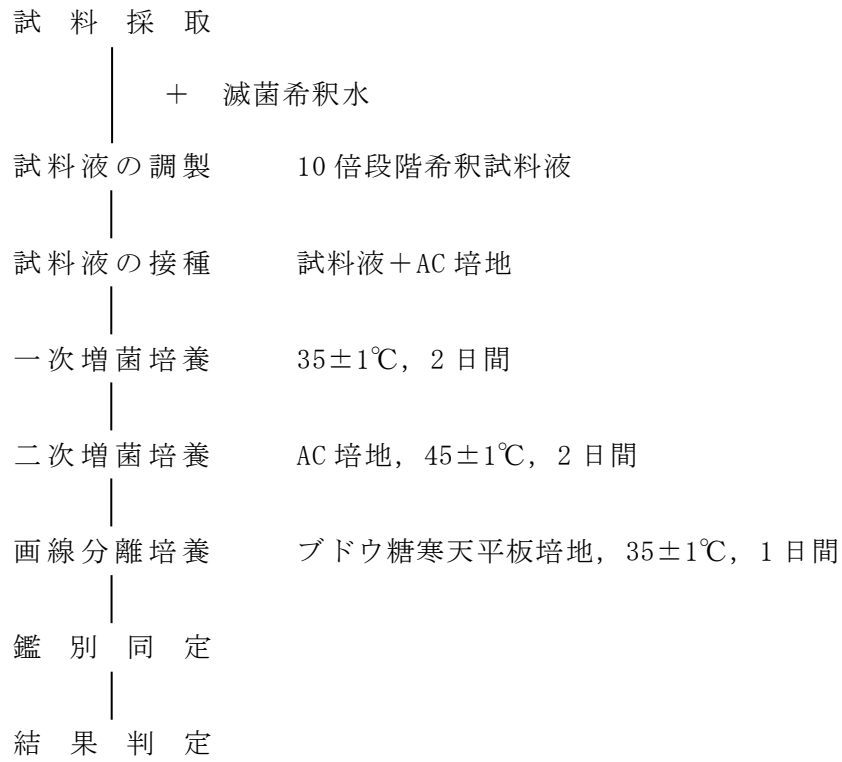 試料採取
＋ 滅菌希釈水
試料液の調製 10倍段階希釈試料液
試料液の接種 試料液＋AC培地
一次増菌培養 35±1℃，2日間
二次増菌培養 AC培地，45±1℃，2日間
画線分離培養 ブドウ糖寒天平板培地，35±1℃，1日間
鑑別同定
結果判定